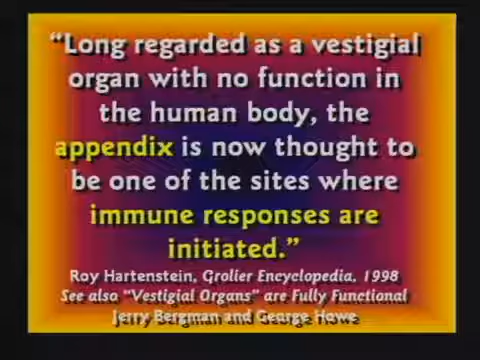 “Long regarded as a vestigial
organ with no function in
the human body, the
appendix is now thought to
be one of the sites where
immune responses are
initiated.”
Roy Hartenstein, Grolier Encyclopedia, 1998
See also “Vestigial Organs” are Fully Functional
Jerry Bergman and George Howe